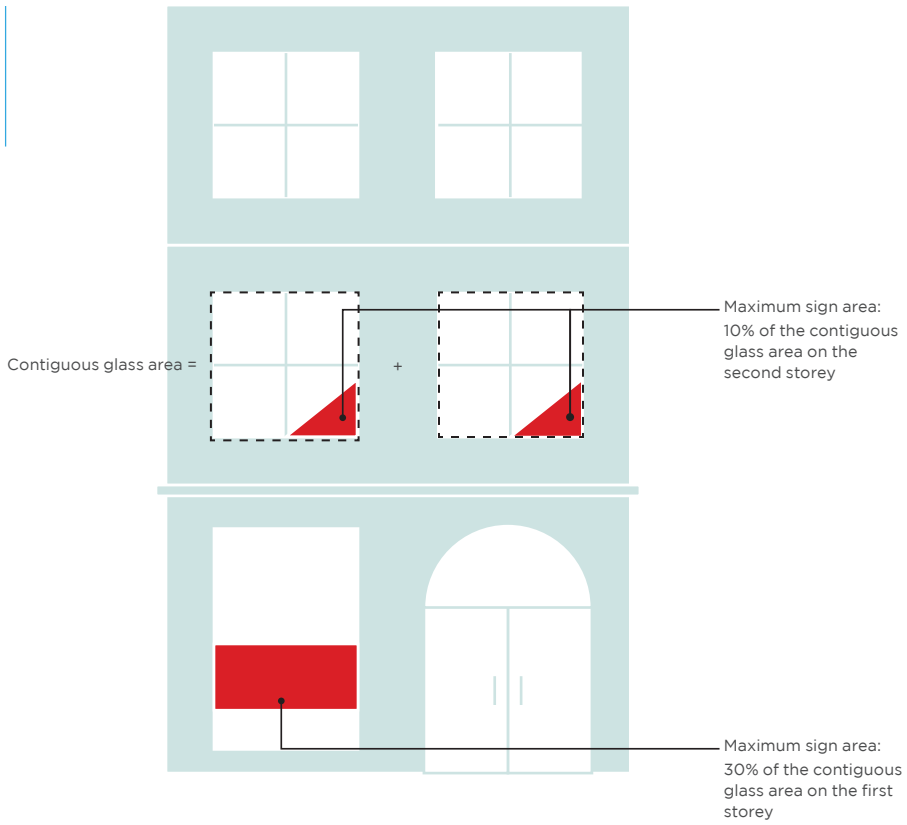 Maximum sign area:
10% of the contiguous
glass area on the
second storey
Contiguous glass area =
+
Maximum sign area:
30% of the contiguous
glass area on the first
storey